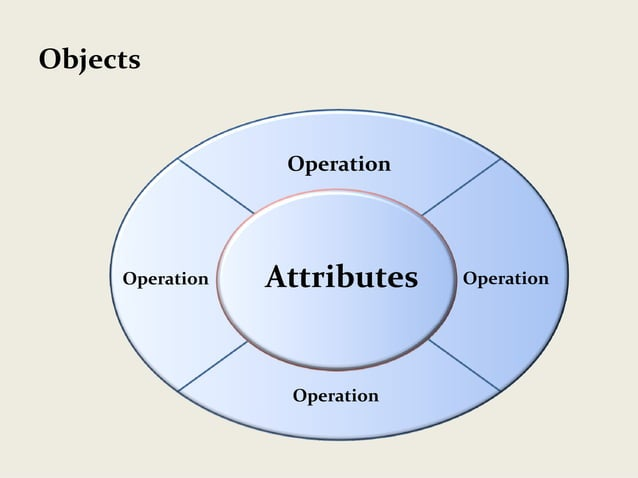 Objects
Operation
Operation
Attributes
Operation
Operation